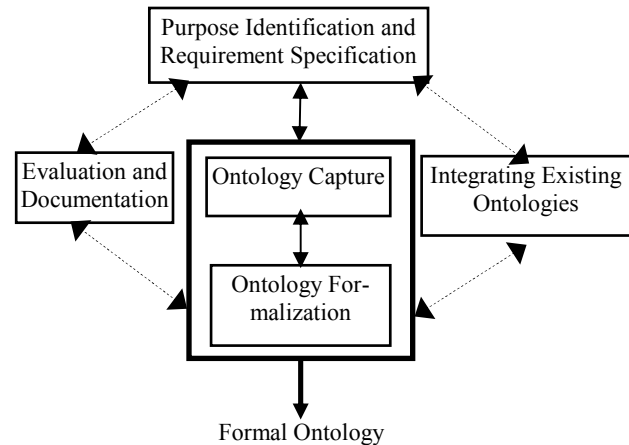 Purpose Identification and
Requirement Specification
Evaluation and
Documentation
Ontology Capture
Integrating Existing
Ontologies
Ontology For-
malization
Formal Ontology